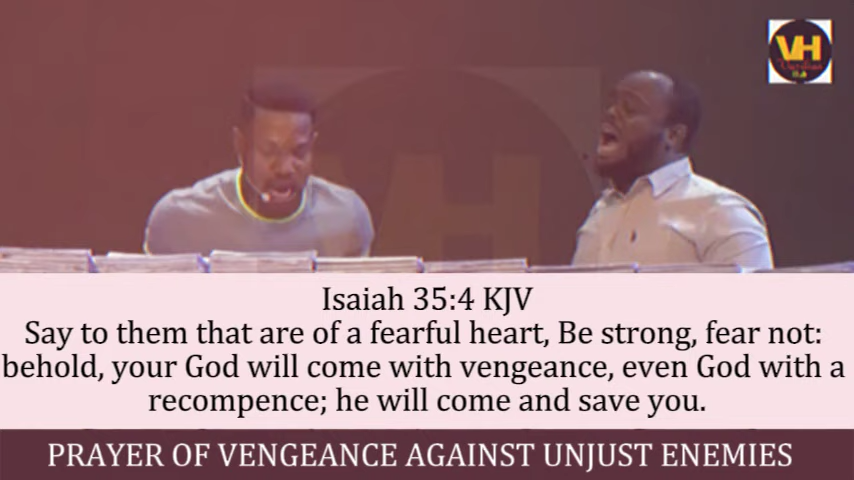 VH
Isaiah 35:4 KJV
Say to them that are of a fearful heart, Be strong, fear not:
behold, your God will come with vengeance, even God with a
recompence; he will come and save you.
PRAYER OF VENGEANCE AGAINST UNJUST ENEMIES